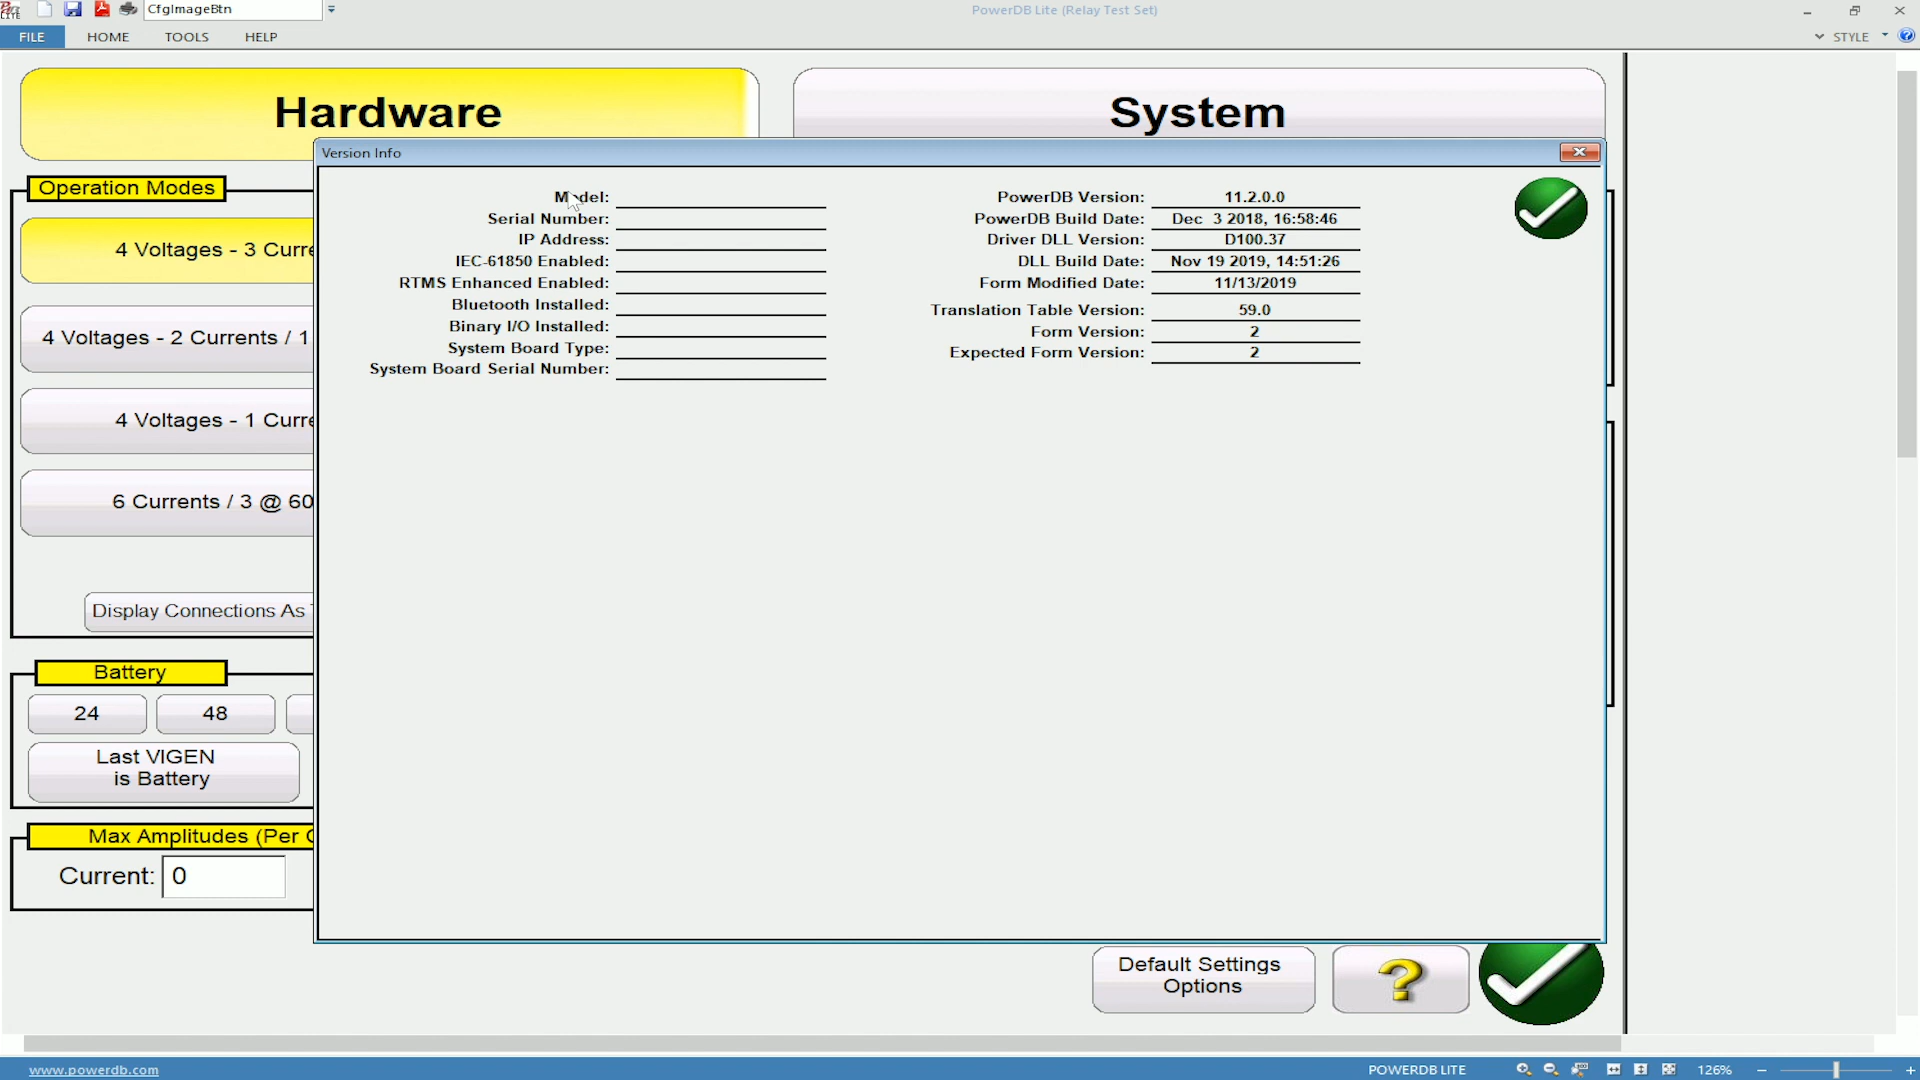 CfgImageBtn
PowerDB Lite (Relay Test Set)
FILE HOME TOOLS HELP
STYLE
Hardware
System
Version Info
Operation Modes
4 Voltages - 3 Curre
4 Voltages - 2 Currents / 1
4 Voltages - 1 Curre
6 Currents / 3 @ 60
Display Connections As
Battery
24 48
Last VIGEN
is Battery
Max Amplitudes (Per
Current: 0
Model:
Serial Number:
IP Address:
IEC-61850 Enabled:
RTMS Enhanced Enabled:
Bluetooth Installed:
Binary I/O Installed:
System Board Type:
System Board Serial Number:
PowerDB Version: 11.2.0.0
PowerDB Build Date: Dec 3 2018, 16:58:46
Driver DLL Version: D100.37
DLL Build Date: Nov 19 2019, 14:51:26
Form Modified Date: 11/13/2019
Translation Table Version: 59.0
Form Version: 2
Expected Form Version: 2
Default Settings
Options
?
www.powerdb.com
POWERDB LITE
126%